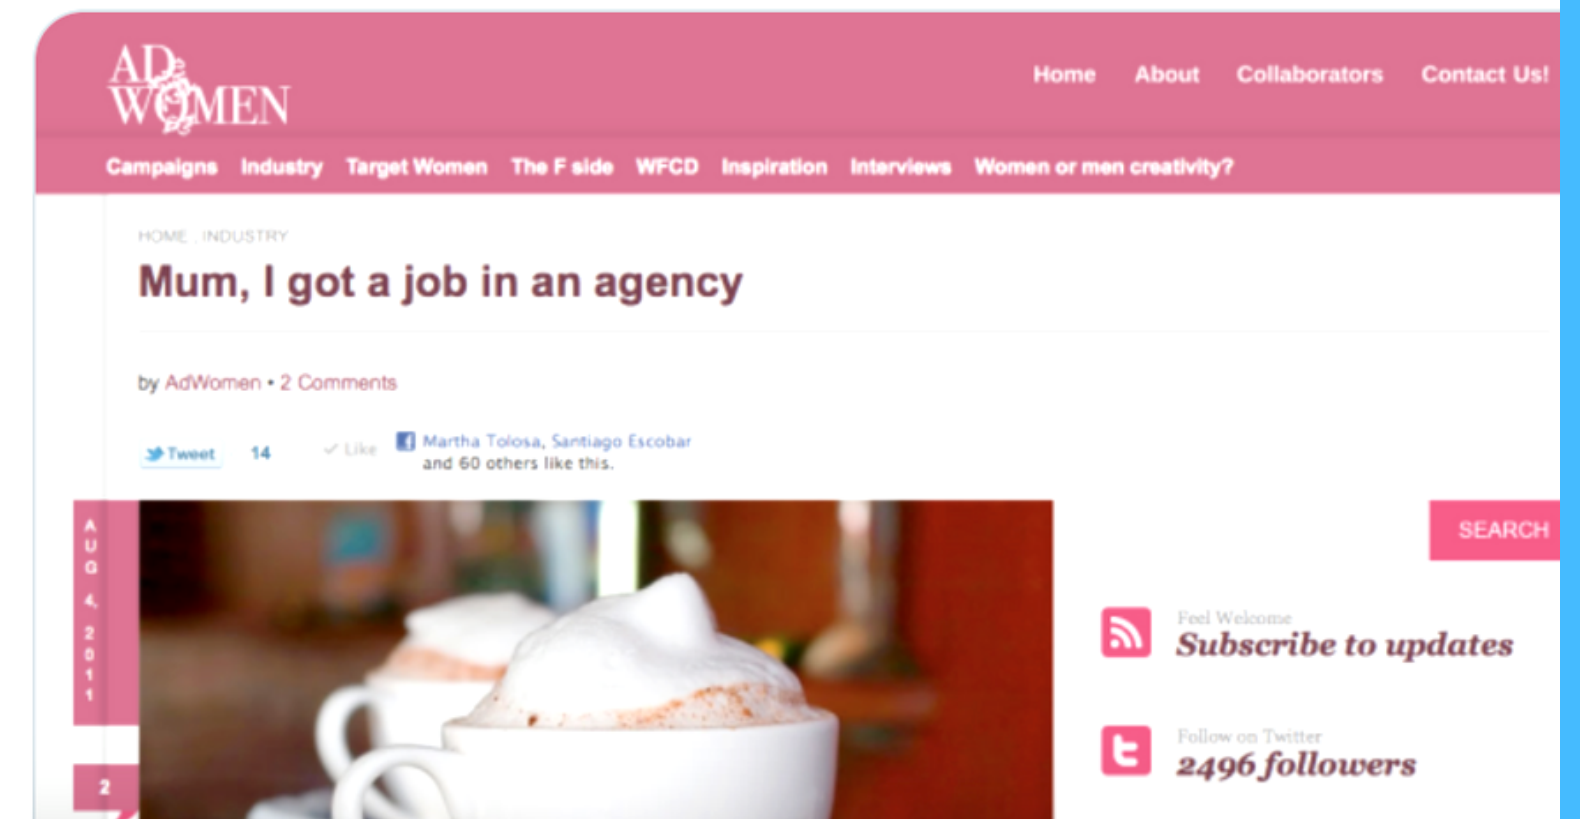 AD
WOMEN
Home About Collaborators Contact Us!
Campaigns Industry Target Women The F side WFCD Inspiration Interviews Women or men creativity?
HOME . INDUSTRY
Mum, I got a job in an agency
by AdWomen • 2 Comments
Tweet 14 Like Martha Tolosa, Santiago Escobar
and 60 others like this.
AUG 4, 2011
SEARCH
Feel Welcome
Subscribe to updates
Follow on Twitter
2496 followers
2